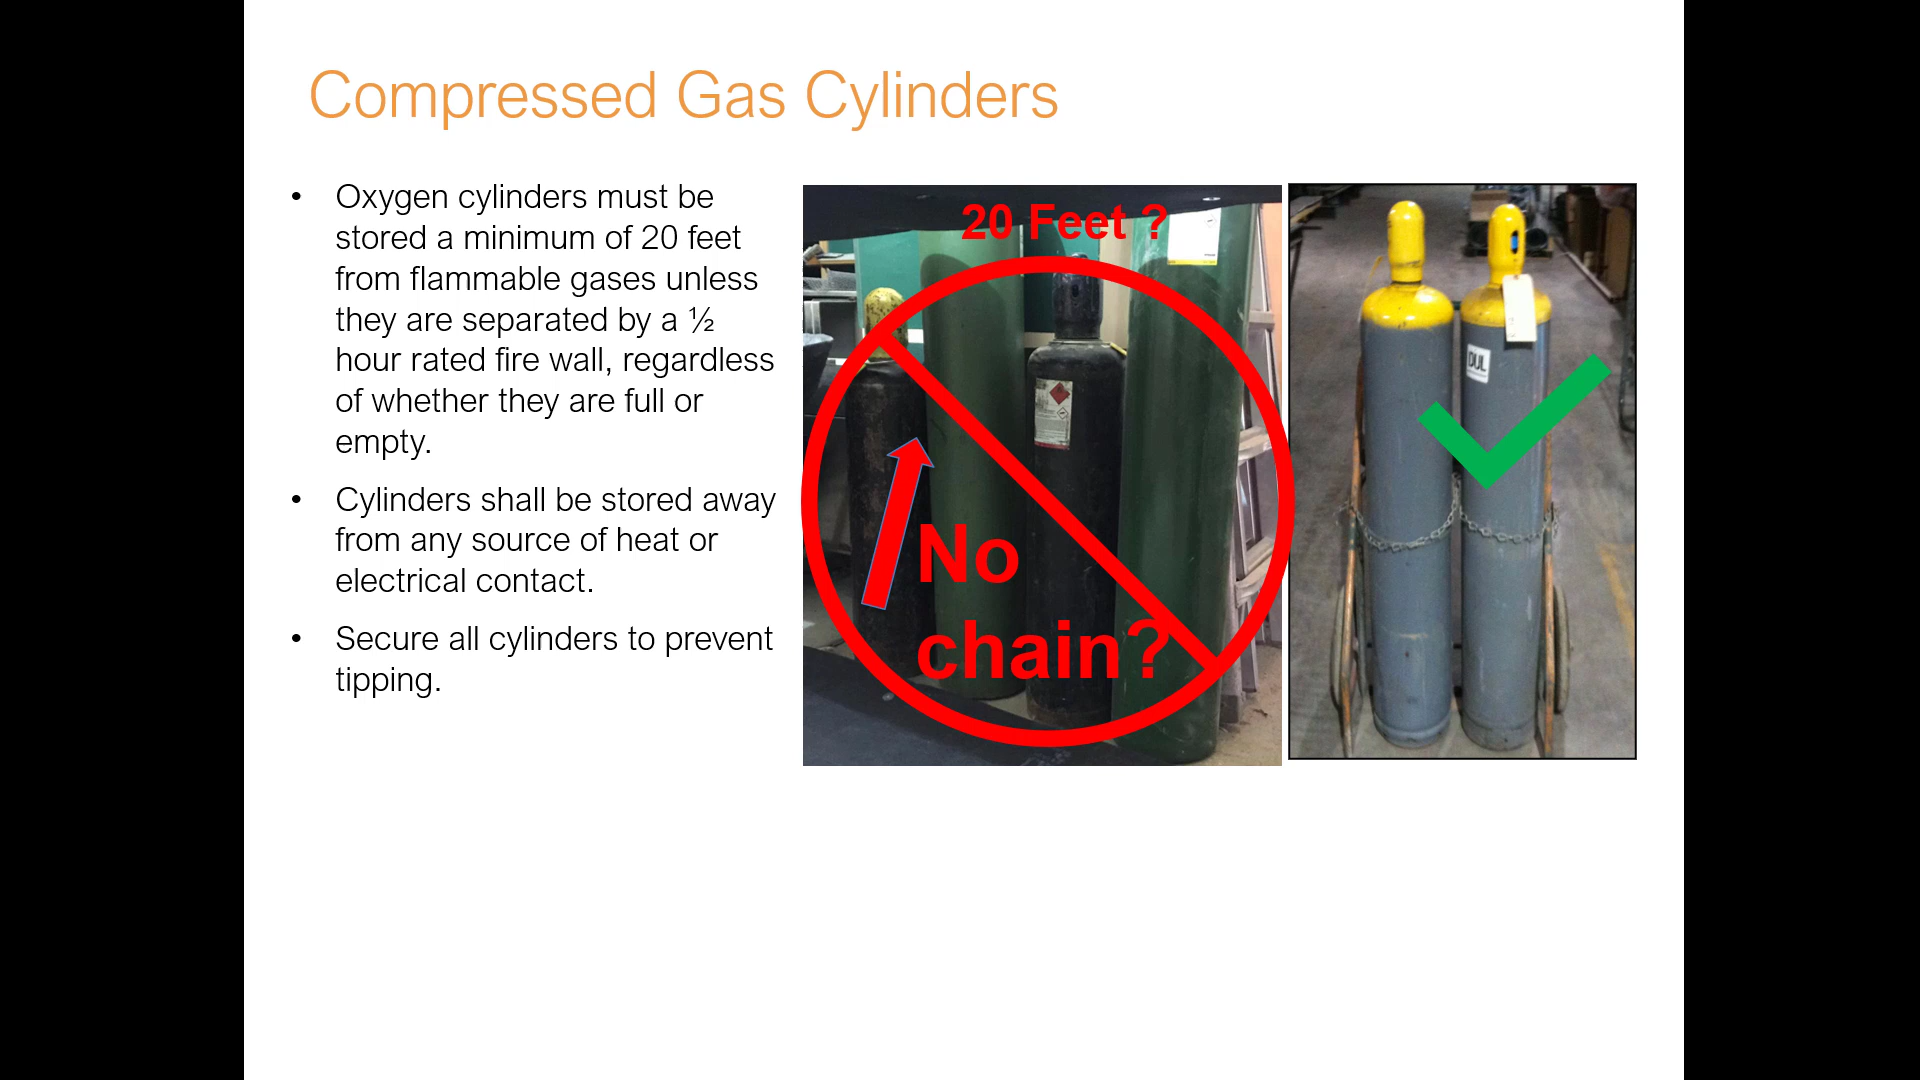 Compressed Gas Cylinders
• Oxygen cylinders must be
stored a minimum of 20 feet
from flammable gases unless
they are separated by a ½
hour rated fire wall, regardless
of whether they are full or
empty.
• Cylinders shall be stored away
from any source of heat or
electrical contact.
• Secure all cylinders to prevent
tipping.
20 Feet ?
No
chain?
DUL